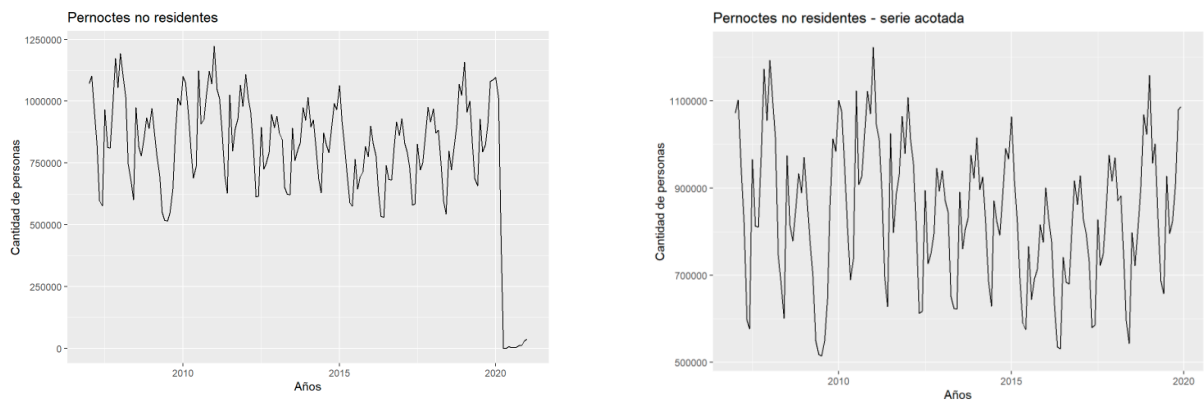 Pernoctes no residentes
1250000
1000000
750000
500000
250000
0
Cantidad de personas
2010
2015
2020
Años
Pernoctes no residentes - serie acotada
1100000
900000
700000
500000
Cantidad de personas
2010
2015
2020
Años